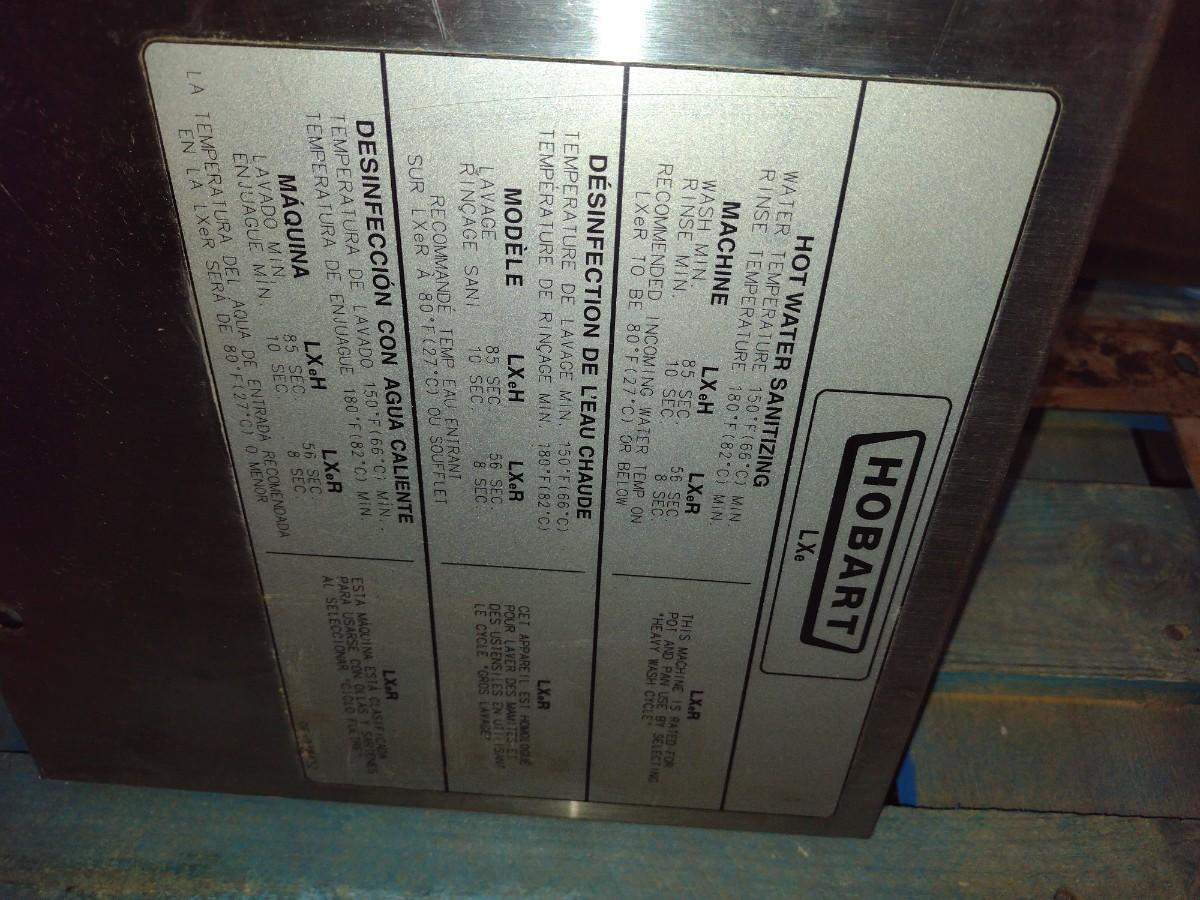 HOBART
LXe
HOT WATER SANITIZING
WATER TEMPERATURE 150°F(66°C) MIN.
RINSE TEMPERATURE 180°F(82°C) MIN.
MACHINE LXeH LXeR
WASH MIN. 85 SEC. 56 SEC.
RINSE MIN. 10 SEC. 8 SEC.
RECOMMENDED INCOMING WATER TEMP ON
LXeR TO BE 80°F(27°C) OR BELOW
LXeR
THIS MACHINE IS RATED FOR
POT AND PAN USE BY SELECTING
"HEAVY WASH CYCLE"
DÉSINFECTION DE L'EAU CHAUDE
TEMPÉRATURE DE LAVAGE MIN. 150°F(66°C)
TEMPÉRATURE DE RINÇAGE MIN. 180°F(82°C)
MODÈLE LXeH LXeR
LAVAGE 85 SEC. 56 SEC.
RINÇAGE SANI 10 SEC. 8 SEC.
RECOMMANDÉ TEMP EAU ENTRANT
SUR LXeR À 80°F(27°C) OU SOUFFLET
LXeR
CET APPAREIL EST HOMOLOGUÉ
POUR LAVER DES MAMITES ET
DES USTENSILES EN UTILISANT
LE CYCLE "GROS LAVAGE"
DESINFECCIÓN CON AGUA CALIENTE
TEMPERATURA DE LAVADO 150°F(66°C) MIN..
TEMPERATURA DE ENJUAGUE 180°F(82°C) MIN.
MÁQUINA LXeH LXeR
LAVADO MIN. 85 SEC. 56 SEC.
ENJUAGUE MIN. 10 SEC. 8 SEC.
LA TEMPERATURA DEL AQUA DE ENTRADA RECOMENDADA
EN LA LXeR SERÁ DE 80°F(27°C) O MENOR
LXeR
ESTA MÁQUINA ESTÁ CLASIFICADA
PARA USARSE CON OLLAS Y SARTENES
AL SELECCIONAR "CICLO